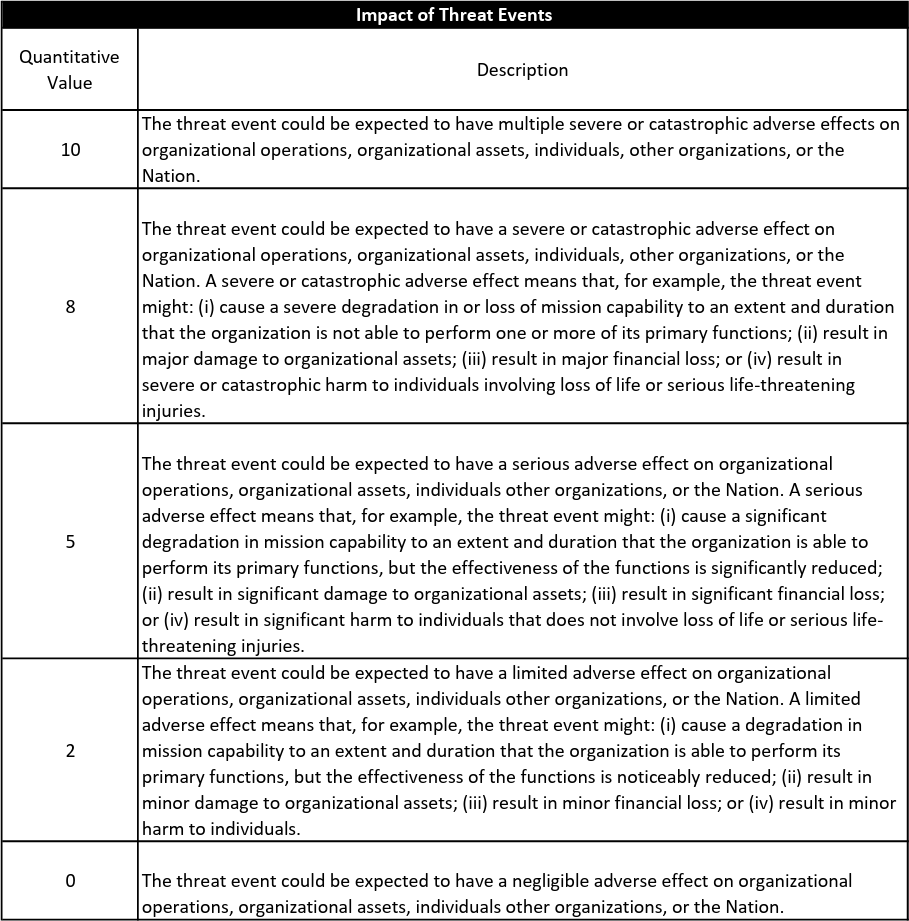 Impact of Threat Events
Quantitative
Value
Description
10
The threat event could be expected to have multiple severe or catastrophic adverse effects on
organizational operations, organizational assets, individuals, other organizations, or the
Nation.
8
The threat event could be expected to have a severe or catastrophic adverse effect on
organizational operations, organizational assets, individuals, other organizations, or the
Nation. A severe or catastrophic adverse effect means that, for example, the threat event
might: (i) cause a severe degradation in or loss of mission capability to an extent and duration
that the organization is not able to perform one or more of its primary functions; (ii) result in
major damage to organizational assets; (iii) result in major financial loss; or (iv) result in
severe or catastrophic harm to individuals involving loss of life or serious life-threatening
injuries.
5
The threat event could be expected to have a serious adverse effect on organizational
operations, organizational assets, individuals other organizations, or the Nation. A serious
adverse effect means that, for example, the threat event might: (i) cause a significant
degradation in mission capability to an extent and duration that the organization is able to
perform its primary functions, but the effectiveness of the functions is significantly reduced;
(ii) result in significant damage to organizational assets; (iii) result in significant financial loss;
or (iv) result in significant harm to individuals that does not involve loss of life or serious life-
threatening injuries.
2
The threat event could be expected to have a limited adverse effect on organizational
operations, organizational assets, individuals other organizations, or the Nation. A limited
adverse effect means that, for example, the threat event might: (i) cause a degradation in
mission capability to an extent and duration that the organization is able to perform its
primary functions, but the effectiveness of the functions is noticeably reduced; (ii) result in
minor damage to organizational assets; (iii) result in minor financial loss; or (iv) result in minor
harm to individuals.
0
The threat event could be expected to have a negligible adverse effect on organizational
operations, organizational assets, individuals other organizations, or the Nation.